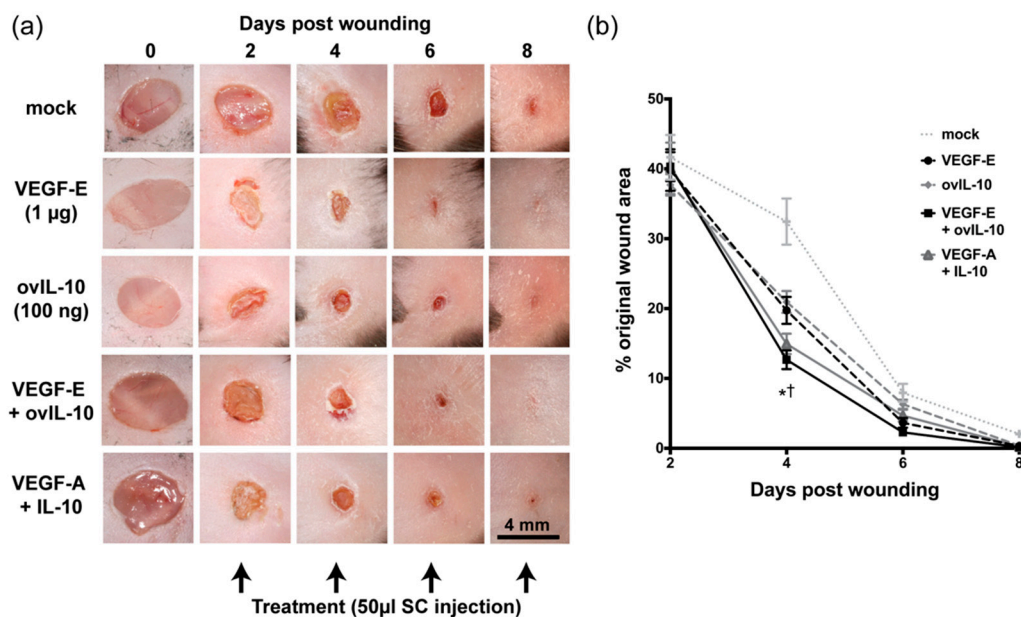 (a)
Days post wounding
0 2 4 6 8
mock
VEGF-E
(1 µg)
ovIL-10
(100 ng)
VEGF-E
+ ovIL-10
VEGF-A
+ IL-10
4 mm
Treatment (50µl SC injection)
(b)
% original wound area
50
40
30
20
10
0
2 4 6 8
Days post wounding
*†
mock
VEGF-E
ovIL-10
VEGF-E
+ ovIL-10
VEGF-A
+ IL-10